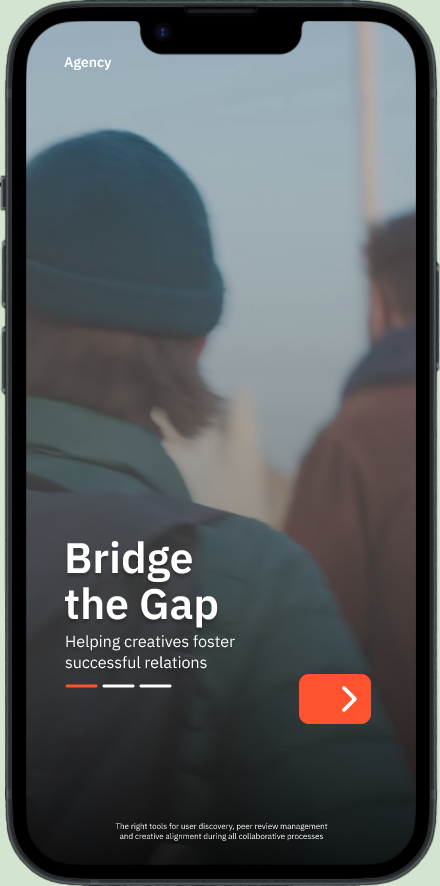 Agency
Bridge
the Gap
Helping creatives foster
successful relations
The right tools for user discovery, peer review management
and creative alignment during all collaborative processes